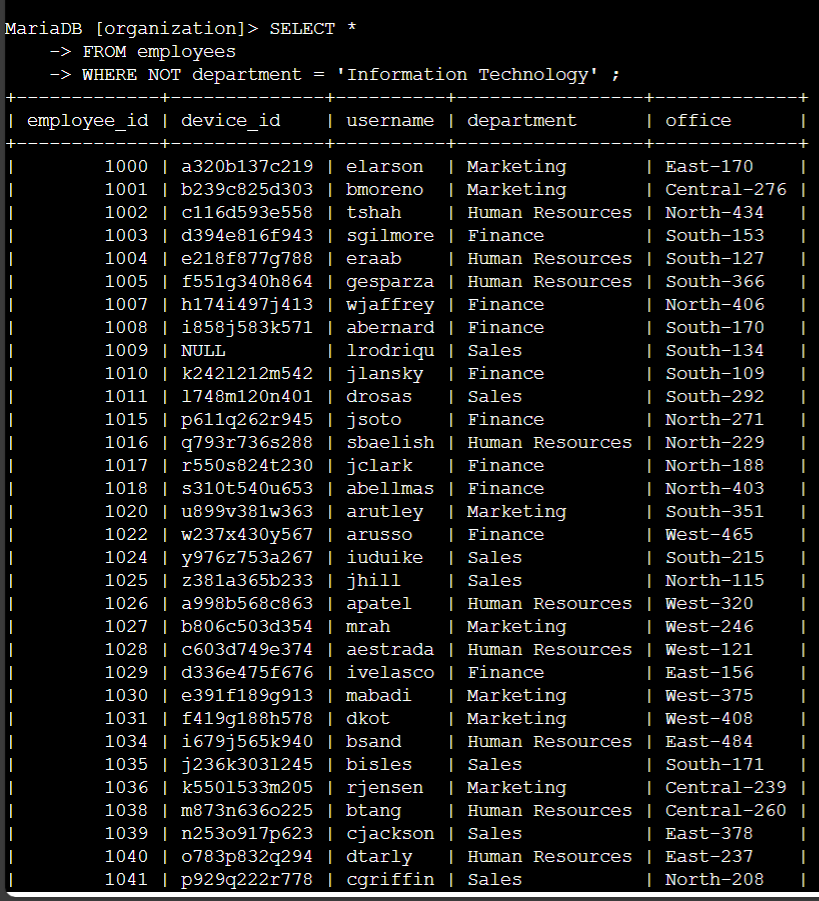 MariaDB [organization]> SELECT *
    -> FROM employees
    -> WHERE NOT department = 'Information Technology' ;
+-------------+--------------+----------+-----------------+-------------+
| employee_id | device_id    | username | department      | office      |
+-------------+--------------+----------+-----------------+-------------+
|        1000 | a320b137c219 | elarson  | Marketing       | East-170    |
|        1001 | b239c825d303 | bmoreno  | Marketing       | Central-276 |
|        1002 | c116d593e558 | tshah    | Human Resources | North-434   |
|        1003 | d394e816f943 | sgilmore | Finance         | South-153   |
|        1004 | e218f877g788 | eraab    | Human Resources | South-127   |
|        1005 | f551g340h864 | gesparza | Human Resources | South-366   |
|        1007 | h174i497j413 | wjaffrey | Finance         | North-406   |
|        1008 | i858j583k571 | abernard | Finance         | South-170   |
|        1009 | NULL         | lrodriqu | Sales           | South-134   |
|        1010 | k242l212m542 | jlansky  | Finance         | South-109   |
|        1011 | l748m120n401 | drosas   | Sales           | South-292   |
|        1015 | p611q262r945 | jsoto    | Finance         | North-271   |
|        1016 | q793r736s288 | sbaelish | Human Resources | North-229   |
|        1017 | r550s824t230 | jclark   | Finance         | North-188   |
|        1018 | s310t540u653 | abellmas | Finance         | North-403   |
|        1020 | u899v381w363 | arutley  | Marketing       | South-351   |
|        1022 | w237x430y567 | arusso   | Finance         | West-465    |
|        1024 | y976z753a267 | iuduike  | Sales           | South-215   |
|        1025 | z381a365b233 | jhill    | Sales           | North-115   |
|        1026 | a998b568c863 | apatel   | Human Resources | West-320    |
|        1027 | b806c503d354 | mrah     | Marketing       | West-246    |
|        1028 | c603d749e374 | aestrada | Human Resources | West-121    |
|        1029 | d336e475f676 | ivelasco | Finance         | East-156    |
|        1030 | e391f189g913 | mabadi   | Marketing       | West-375    |
|        1031 | f419g188h578 | dkot     | Marketing       | West-408    |
|        1034 | i679j565k940 | bsand    | Human Resources | East-484    |
|        1035 | j236k303l245 | bisles   | Sales           | South-171   |
|        1036 | k550l533m205 | rjensen  | Marketing       | Central-239 |
|        1038 | m873n636o225 | btang    | Human Resources | Central-260 |
|        1039 | n253o917p623 | cjackson | Sales           | East-378    |
|        1040 | o783p832q294 | dtarly   | Human Resources | East-237    |
|        1041 | p929q222r778 | cgriffin | Sales           | North-208   |